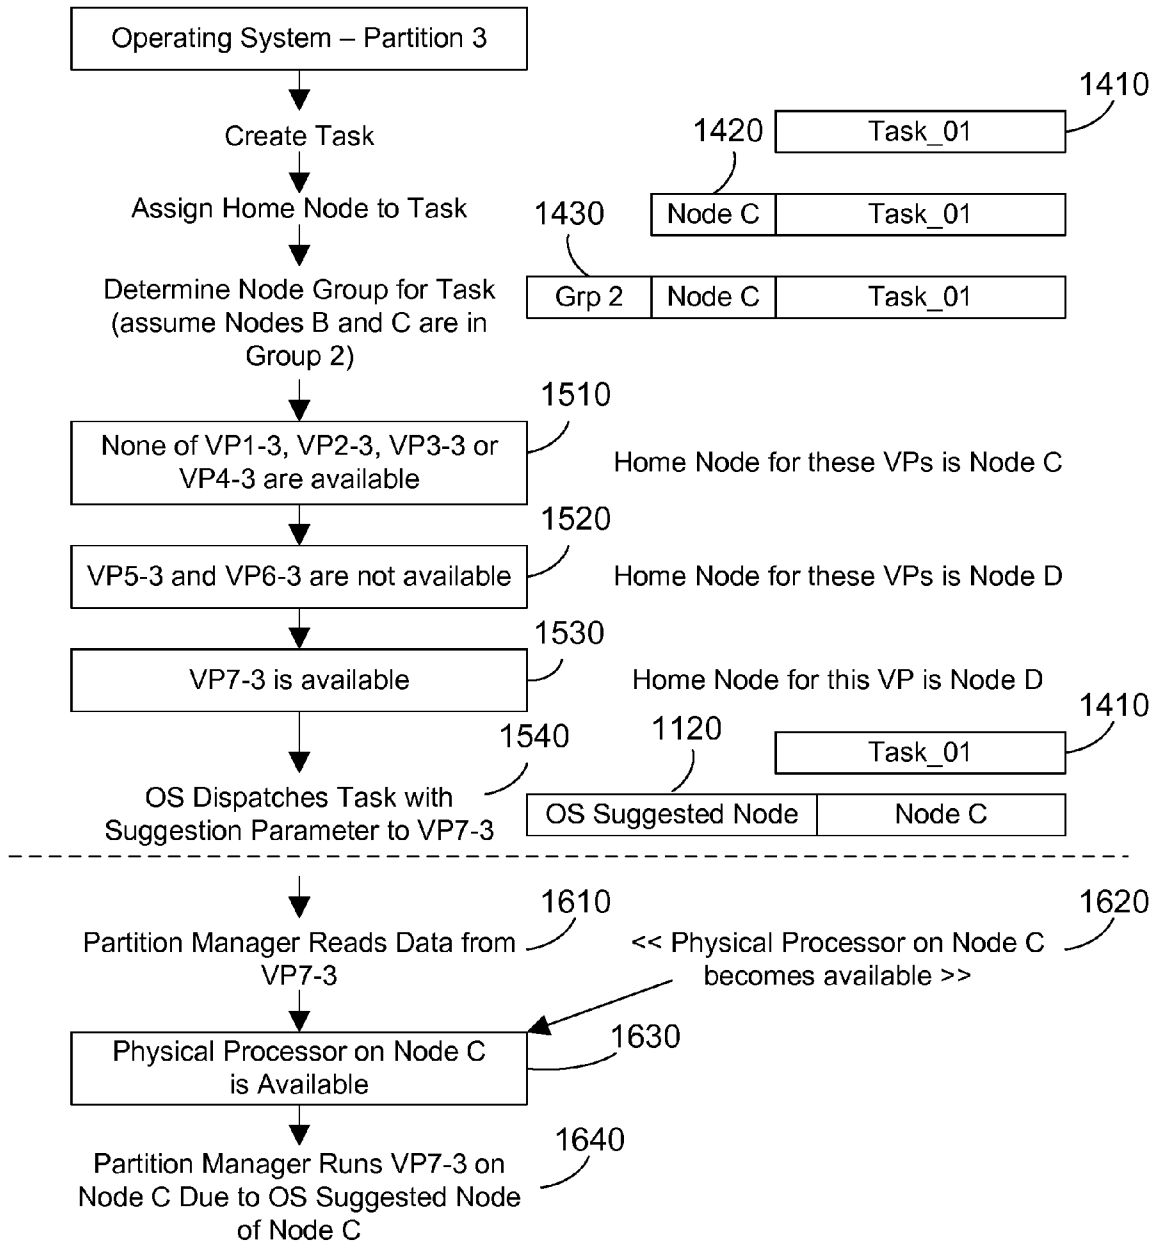 Operating System – Partition 3
1410
Create Task
1420
Task_01
Assign Home Node to Task
1430
Node C
Task_01
Determine Node Group for Task
(assume Nodes B and C are in
Group 2)
Grp 2
Node C
Task_01
1510
None of VP1-3, VP2-3, VP3-3 or
VP4-3 are available
Home Node for these VPs is Node C
1520
VP5-3 and VP6-3 are not available
Home Node for these VPs is Node D
1530
VP7-3 is available
Home Node for this VP is Node D
1540
1120
1410
Task_01
OS Dispatches Task with
Suggestion Parameter to VP7-3
OS Suggested Node
Node C
1610
1620
Partition Manager Reads Data from
VP7-3
<< Physical Processor on Node C
becomes available >>
1630
Physical Processor on Node C
is Available
1640
Partition Manager Runs VP7-3 on
Node C Due to OS Suggested Node
of Node C